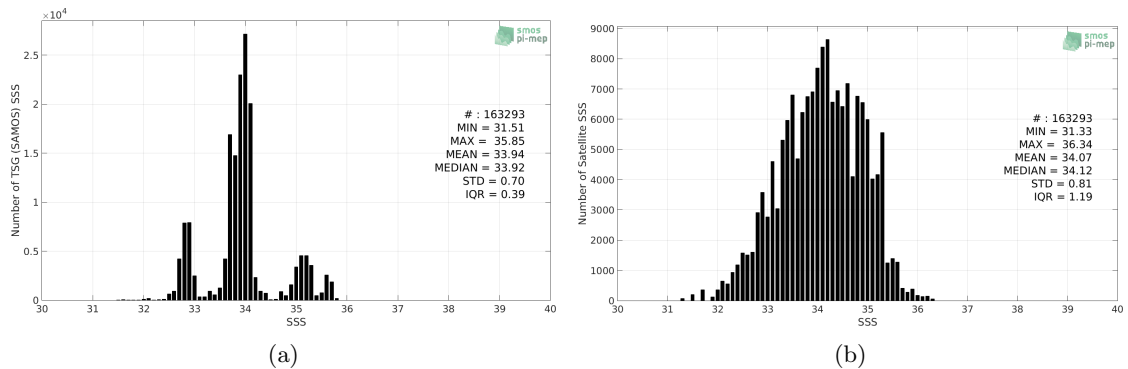 ×10⁴
2.5
2
1.5
1
0.5
0
30 31 32 33 34 35 36 37 38 39 40
SSS
Number of TSG (SAMOS) SSS
smos
pi-mep
# : 163293
MIN = 31.51
MAX = 35.85
MEAN = 33.94
MEDIAN = 33.92
STD = 0.70
IQR = 0.39
(a)
9000
8000
7000
6000
5000
4000
3000
2000
1000
0
30 31 32 33 34 35 36 37 38 39 40
SSS
Number of Satellite SSS
smos
pi-mep
# : 163293
MIN = 31.33
MAX = 36.34
MEAN = 34.07
MEDIAN = 34.12
STD = 0.81
IQR = 1.19
(b)